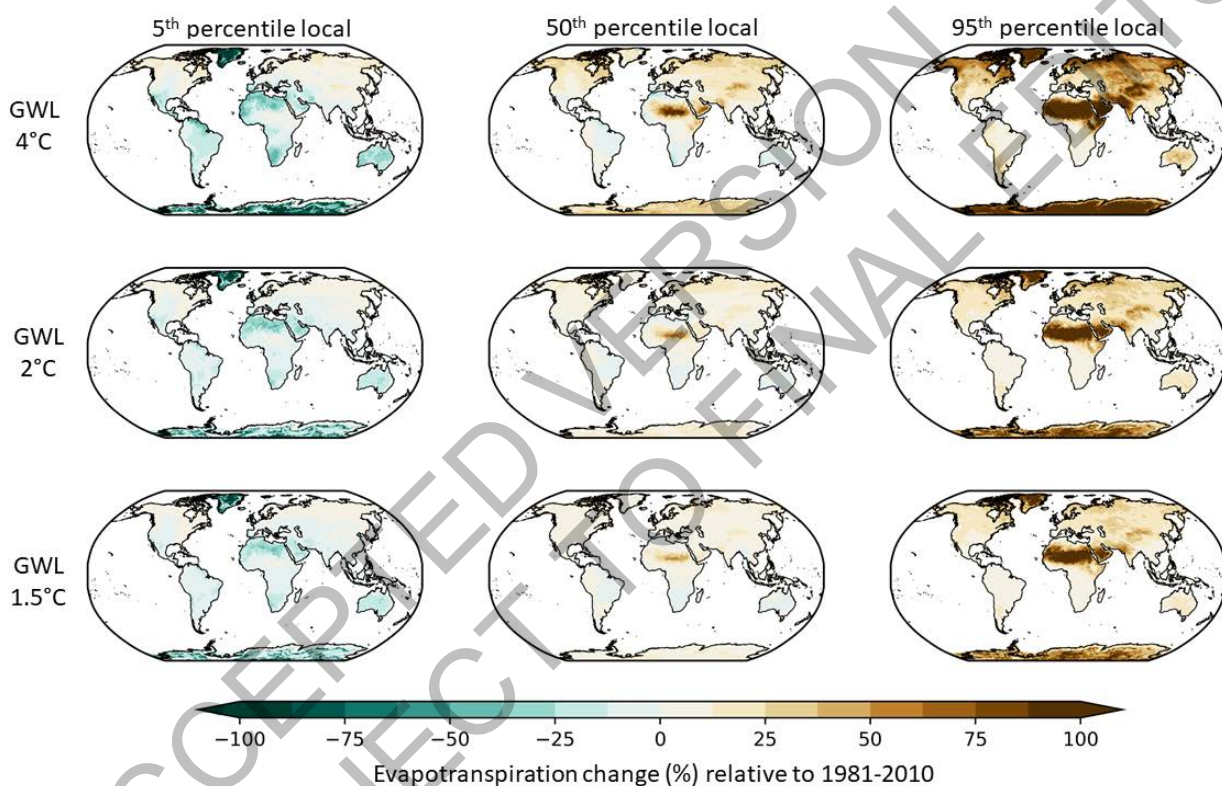 5th percentile local
50th percentile local
95th percentile local
GWL
4°C
GWL
2°C
GWL
1.5°C
−100
−75
−50
−25
0
25
50
75
100
Evapotranspiration change (%) relative to 1981-2010
ACCEPTED VERSION
SUBJECT TO FINAL EDITS